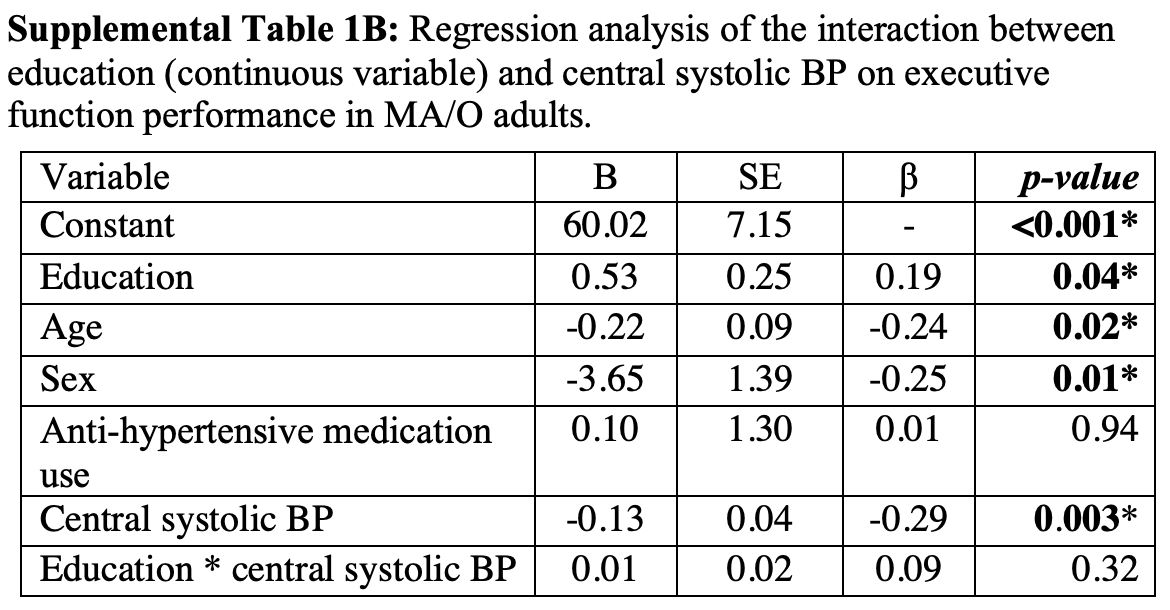 Supplemental Table 1B: Regression analysis of the interaction between
education (continuous variable) and central systolic BP on executive
function performance in MA/O adults.
Variable B SE β p-value
Constant 60.02 7.15 - <0.001*
Education 0.53 0.25 0.19 0.04*
Age -0.22 0.09 -0.24 0.02*
Sex -3.65 1.39 -0.25 0.01*
Anti-hypertensive medication 0.10 1.30 0.01 0.94
use
Central systolic BP -0.13 0.04 -0.29 0.003*
Education * central systolic BP 0.01 0.02 0.09 0.32